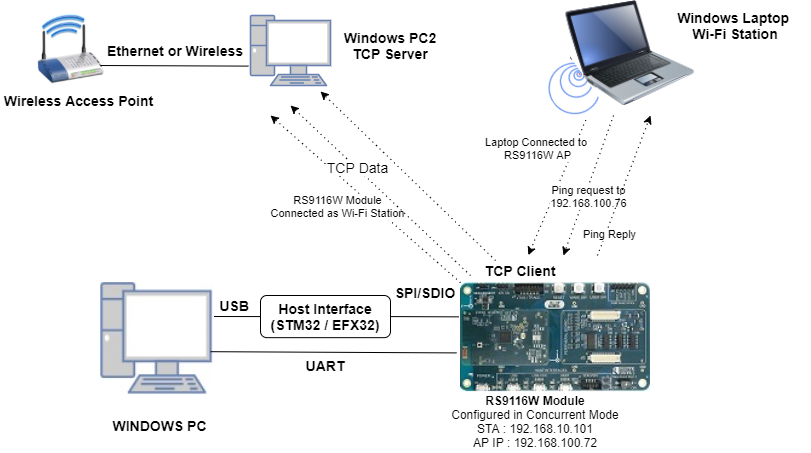 Windows Laptop
Wi-Fi Station
Windows PC2
TCP Server
Ethernet or Wireless
Wireless Access Point
Laptop Connected to
RS9116W AP
TCP Data
Ping request to
192.168.100.76
RS9116W Module
Connected as Wi-Fi Station
Ping Reply
TCP Client
SPI/SDIO
USB
Host Interface
(STM32 / EFX32)
UART
RS9116W Module
Configured in Concurrent Mode
STA : 192.168.10.101
AP IP : 192.168.100.72
WINDOWS PC